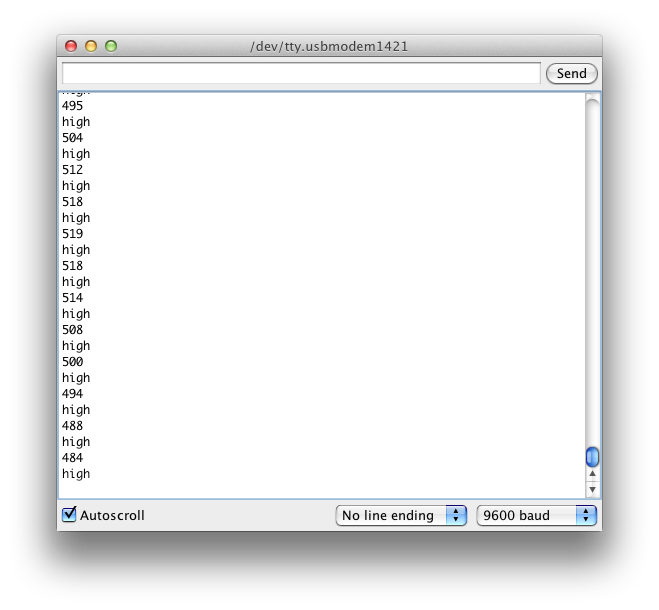 /dev/tty.usbmodem1421
Send
high
495
high
504
high
512
high
518
high
519
high
518
high
514
high
508
high
500
high
494
high
488
high
484
high
Autoscroll
No line ending
9600 baud